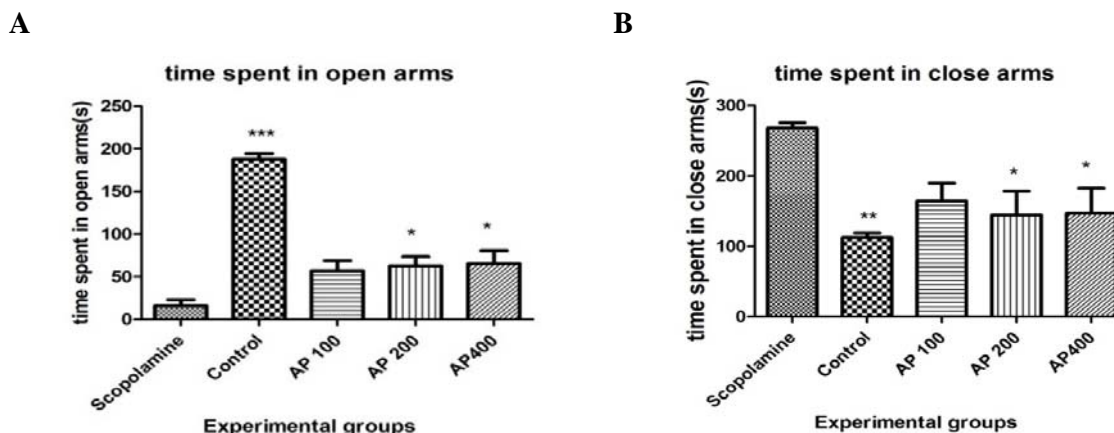 A
B
time spent in open arms
time spent in open arms(s)
250
200
150
100
50
0
***
*
*
Scopolamine
Control
AP 100
AP 200
AP400
Experimental groups
time spent in close arms
time spent in close arms(s)
300
200
100
0
**
*
*
Scopolamine
Control
AP 100
AP 200
AP400
Experimental groups